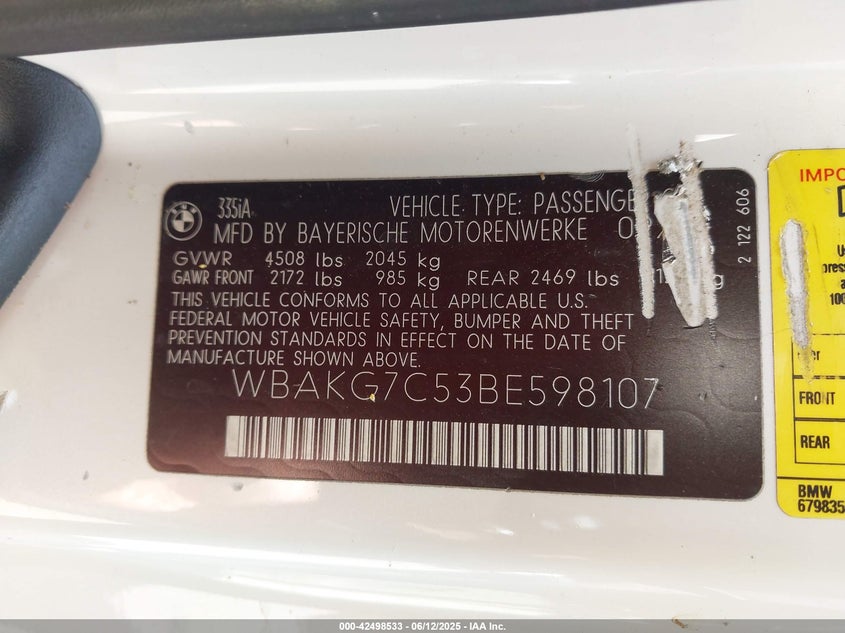 BMW
335iA
VEHICLE TYPE: PASSENGE
MFD BY BAYERISCHE MOTORENWERKE
GVWR 4508 lbs 2045 kg
GAWR FRONT 2172 lbs 985 kg REAR 2469 lbs
THIS VEHICLE CONFORMS TO ALL APPLICABLE U.S.
FEDERAL MOTOR VEHICLE SAFETY, BUMPER AND THEFT
PREVENTION STANDARDS IN EFFECT ON THE DATE OF
MANUFACTURE SHOWN ABOVE.
WBAKG7C53BE598107
2 122 606
IMPO
FRONT
REAR
BMW
679835
000-42498533 - 06/12/2025 - IAA Inc.